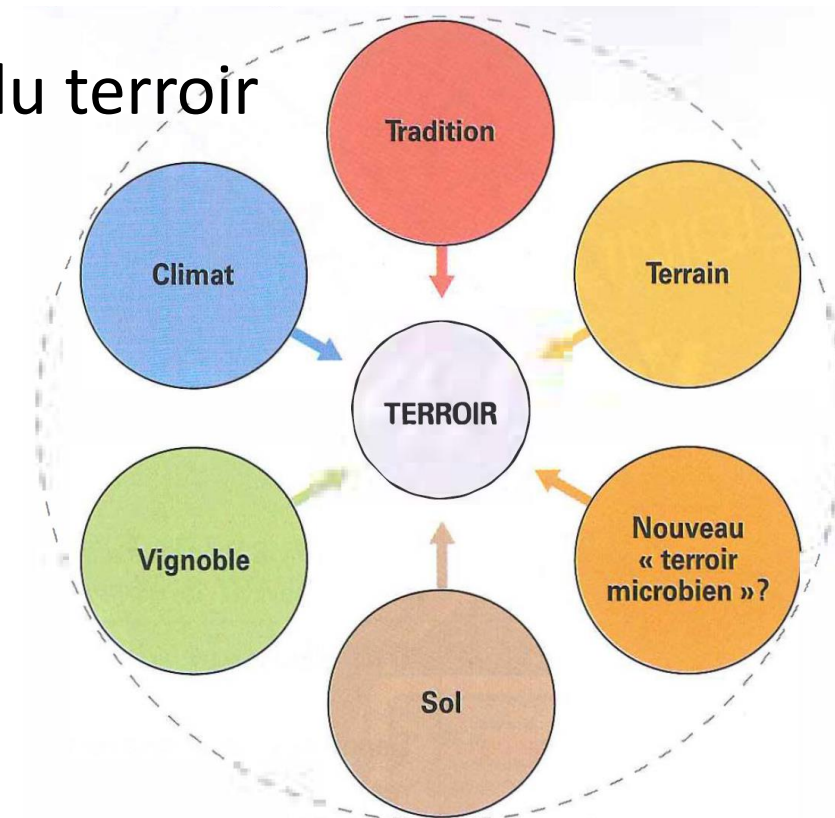 du terroir
Tradition
Climat
Terrain
TERROIR
Vignoble
Nouveau
« terroir
microbien »?
Sol